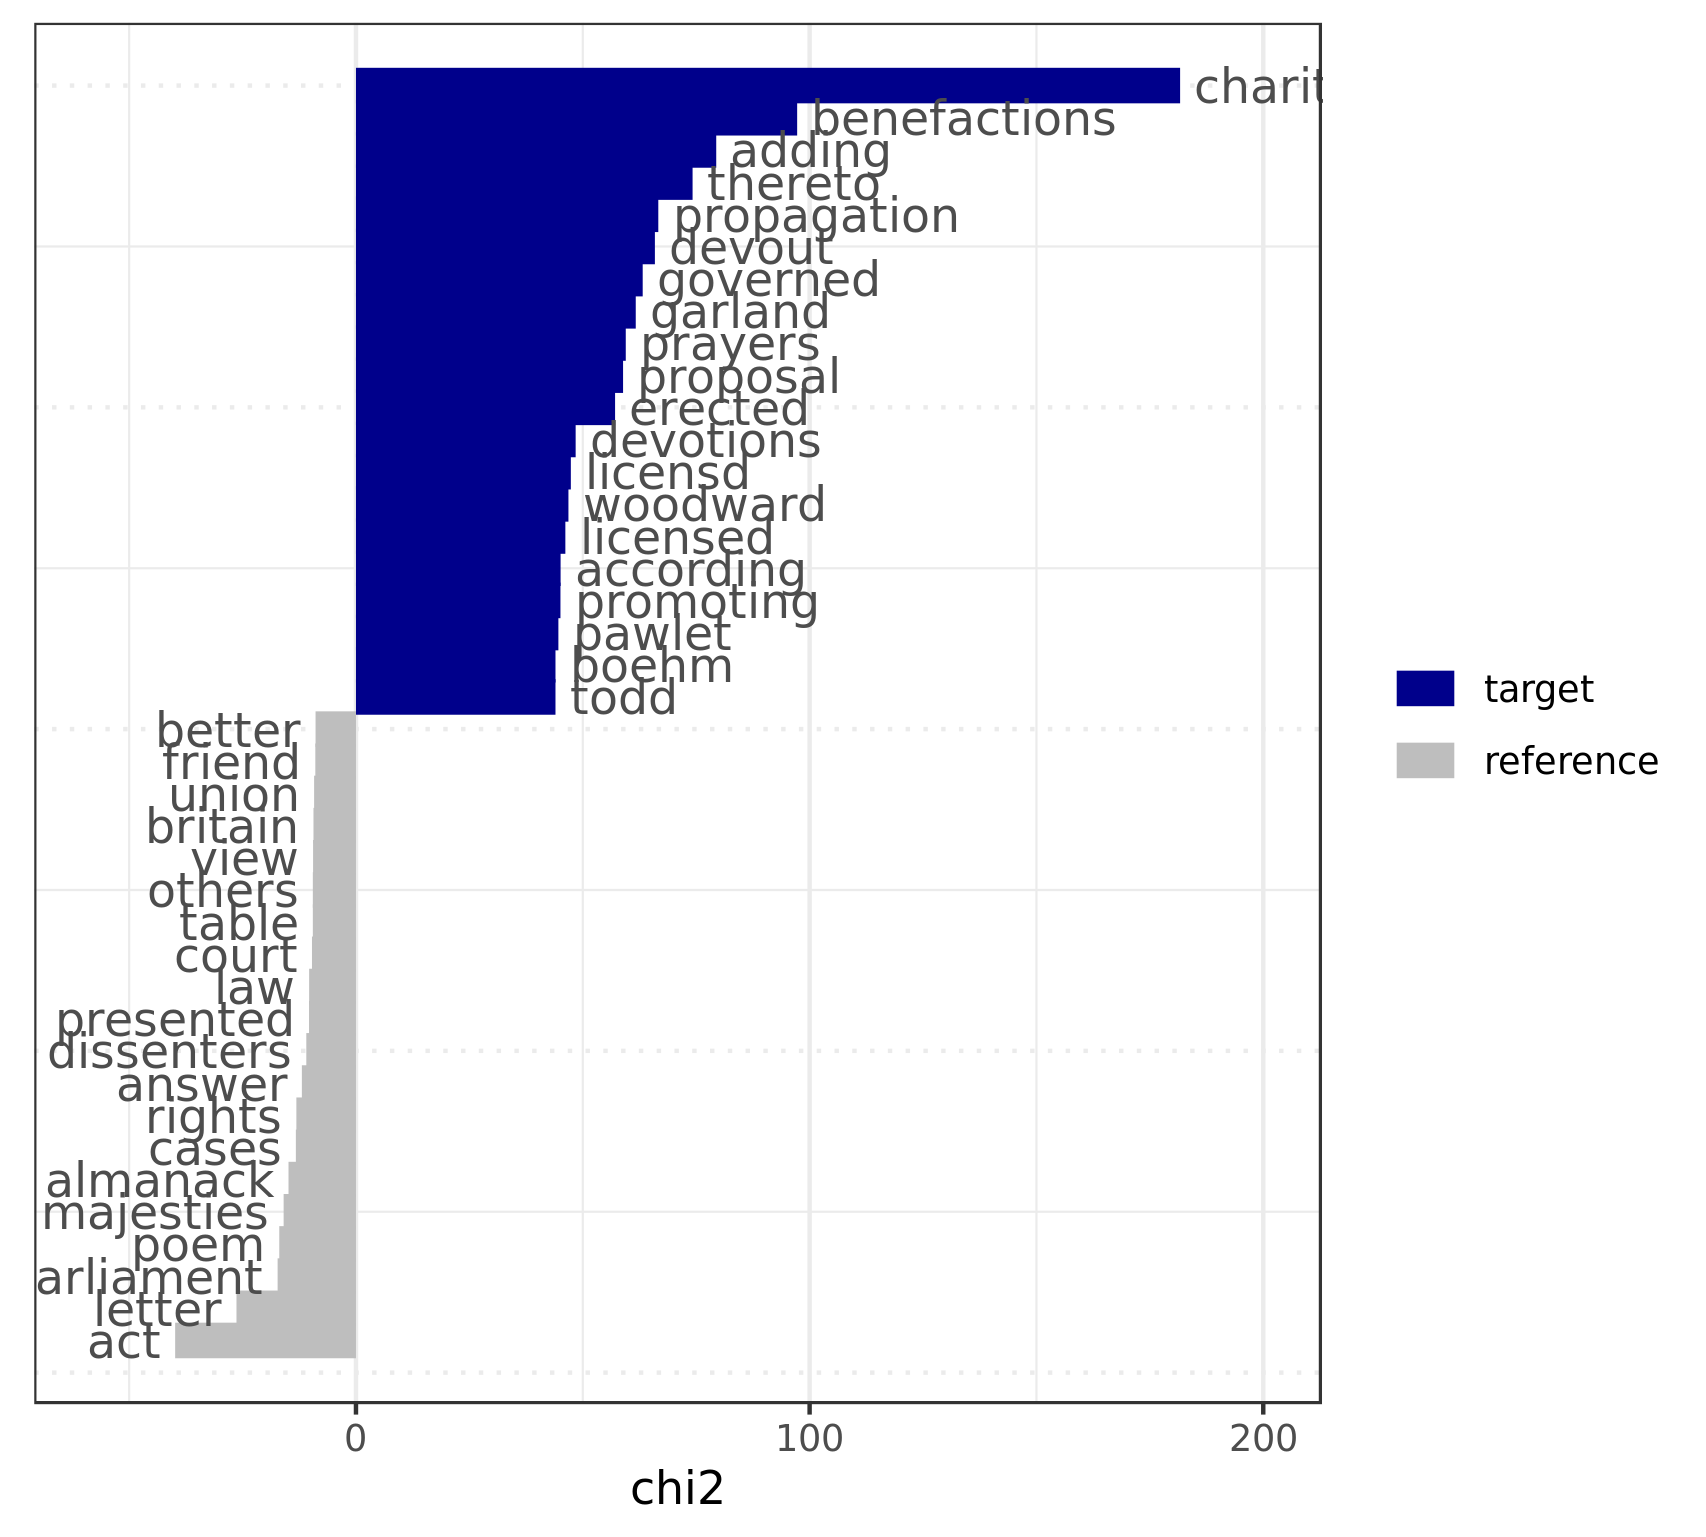 charit
benefactions
adding
thereto
propagation
devout
governed
garland
prayers
proposal
erected
devotions
licensd
woodward
licensed
according
promoting
pawlet
boehm
todd
better
friend
union
britain
view
others
table
court
law
presented
dissenters
answer
rights
cases
almanack
majesties
poem
arliament
letter
act
target
reference
0 100 200
chi2